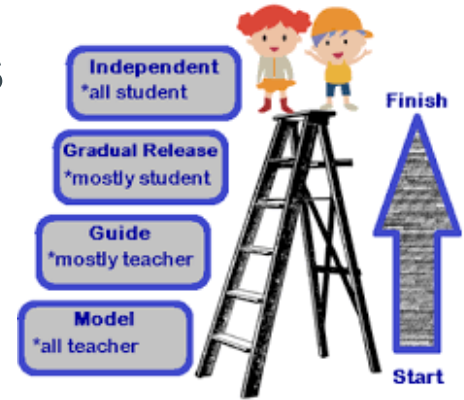 s
Independent
*all student
Finish
Gradual Release
*mostly student
Guide
*mostly teacher
Model
*all teacher
Start